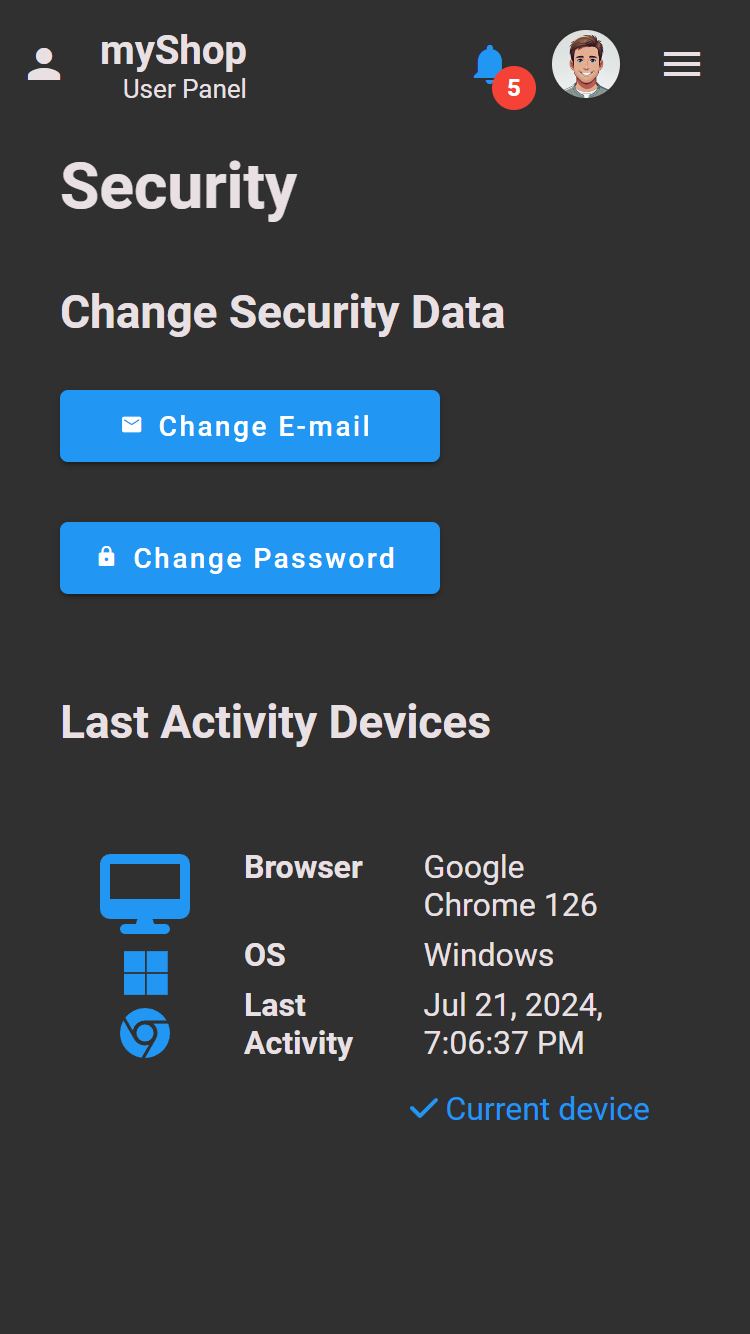 myShop
User Panel
5
Security
Change Security Data
Change E-mail
Change Password
Last Activity Devices
Browser
Google
Chrome 126
OS
Windows
Last
Activity
Jul 21, 2024,
7:06:37 PM
Current device